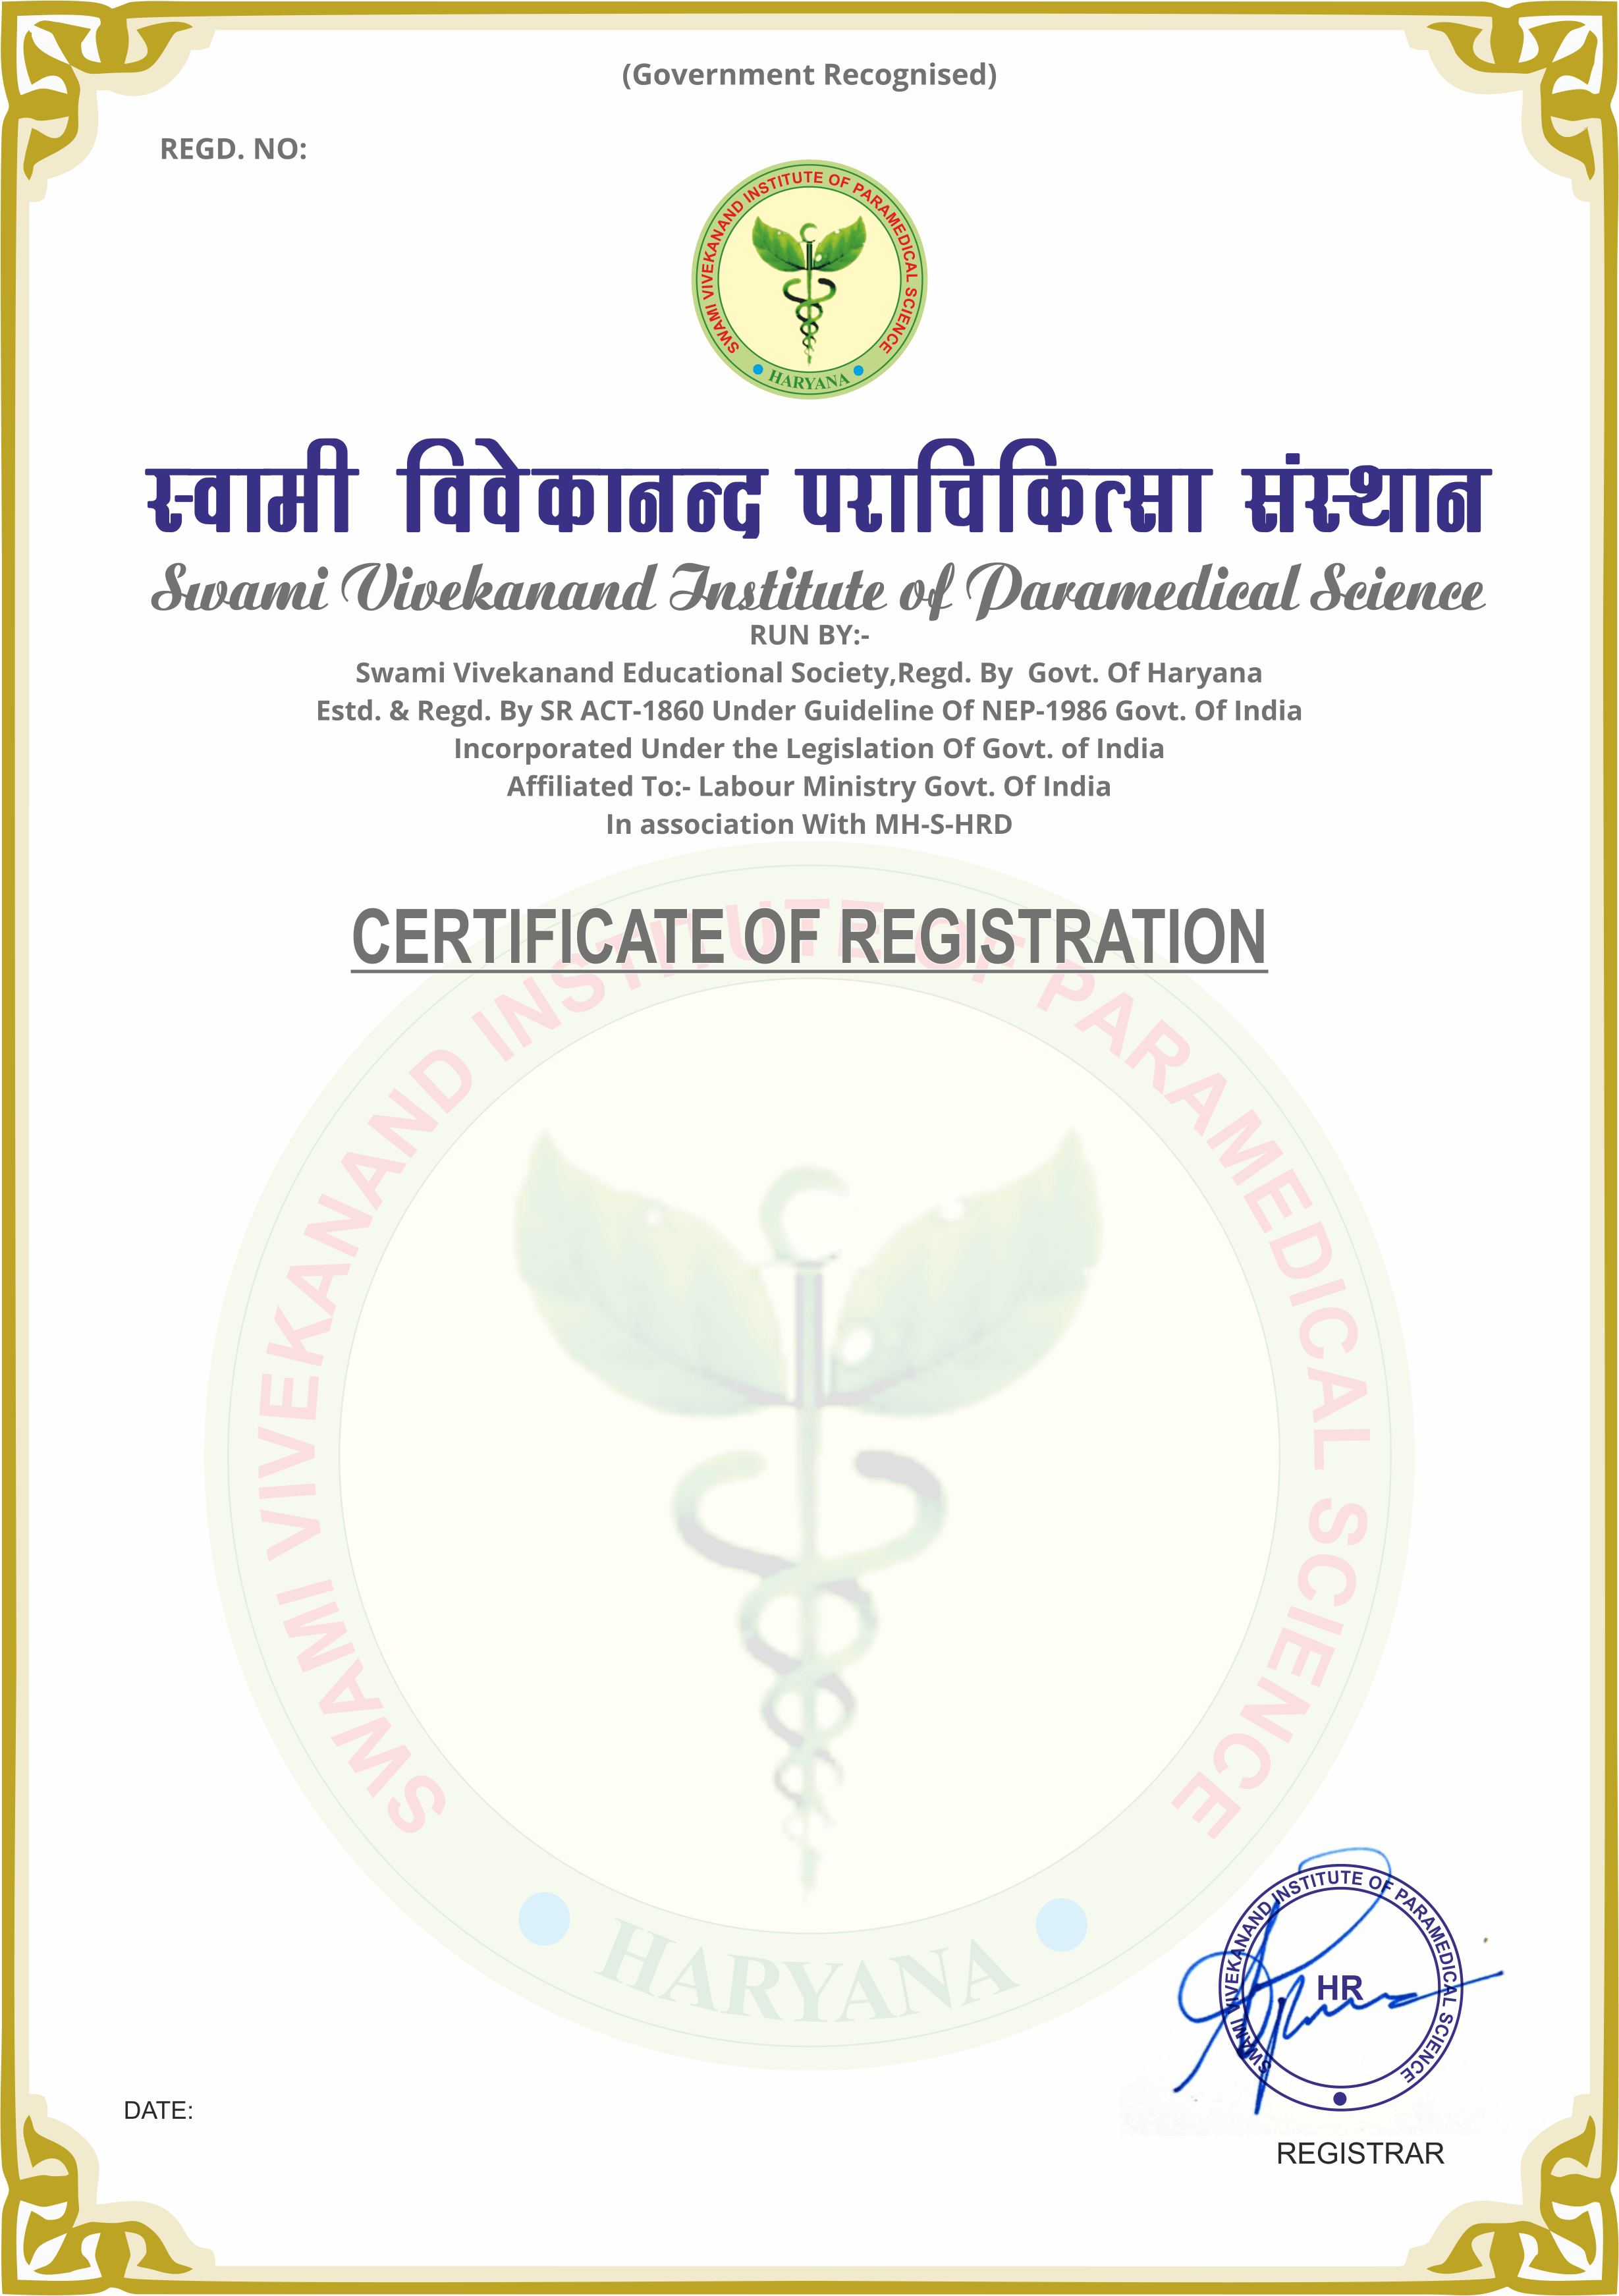 (Government Recognised)
REGD. NO:
SWAMI VIVEKANAND INSTITUTE OF PARAMEDICAL SCIENCE
HARYANA
स्वामी विवेकानन्द पराचिकित्सा संस्थान
Swami Vivekanand Institute of Paramedical Science
RUN BY:-
Swami Vivekanand Educational Society,Regd. By Govt. Of Haryana
Estd. & Regd. By SR ACT-1860 Under Guideline Of NEP-1986 Govt. Of India
Incorporated Under the Legislation Of Govt. of India
Affiliated To:- Labour Ministry Govt. Of India
In association With MH-S-HRD
CERTIFICATE OF REGISTRATION
SWAMI VIVEKANAND INSTITUTE OF PARAMEDICAL SCIENCE
HARYANA
SWAMI VIVEKANAND INSTITUTE OF PARAMEDICAL SCIENCE
HR
DATE:
REGISTRAR